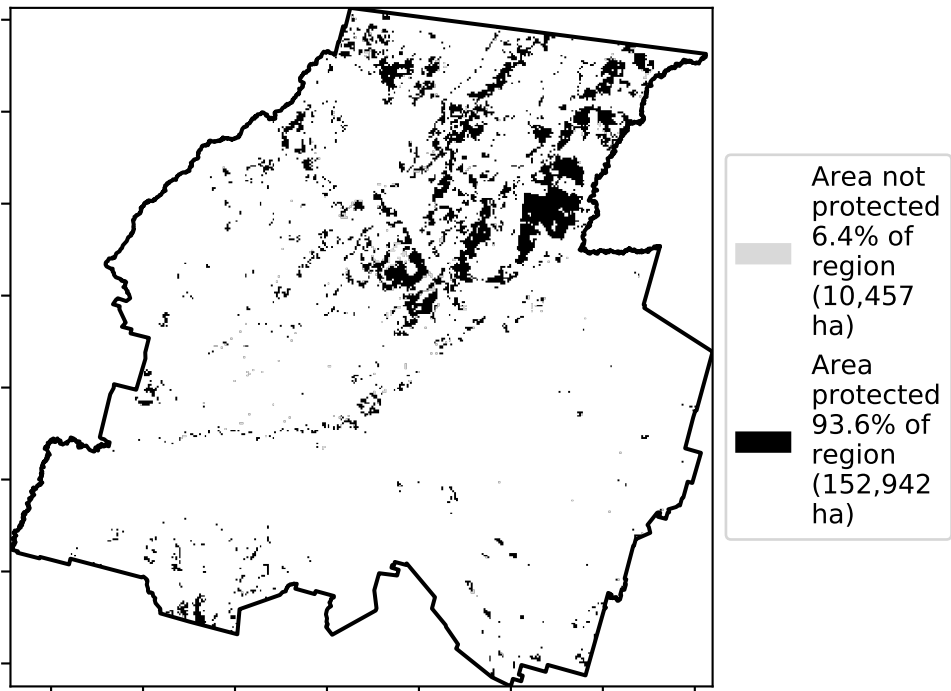 Area not
protected
6.4% of
region
(10,457
ha)
Area
protected
93.6% of
region
(152,942
ha)